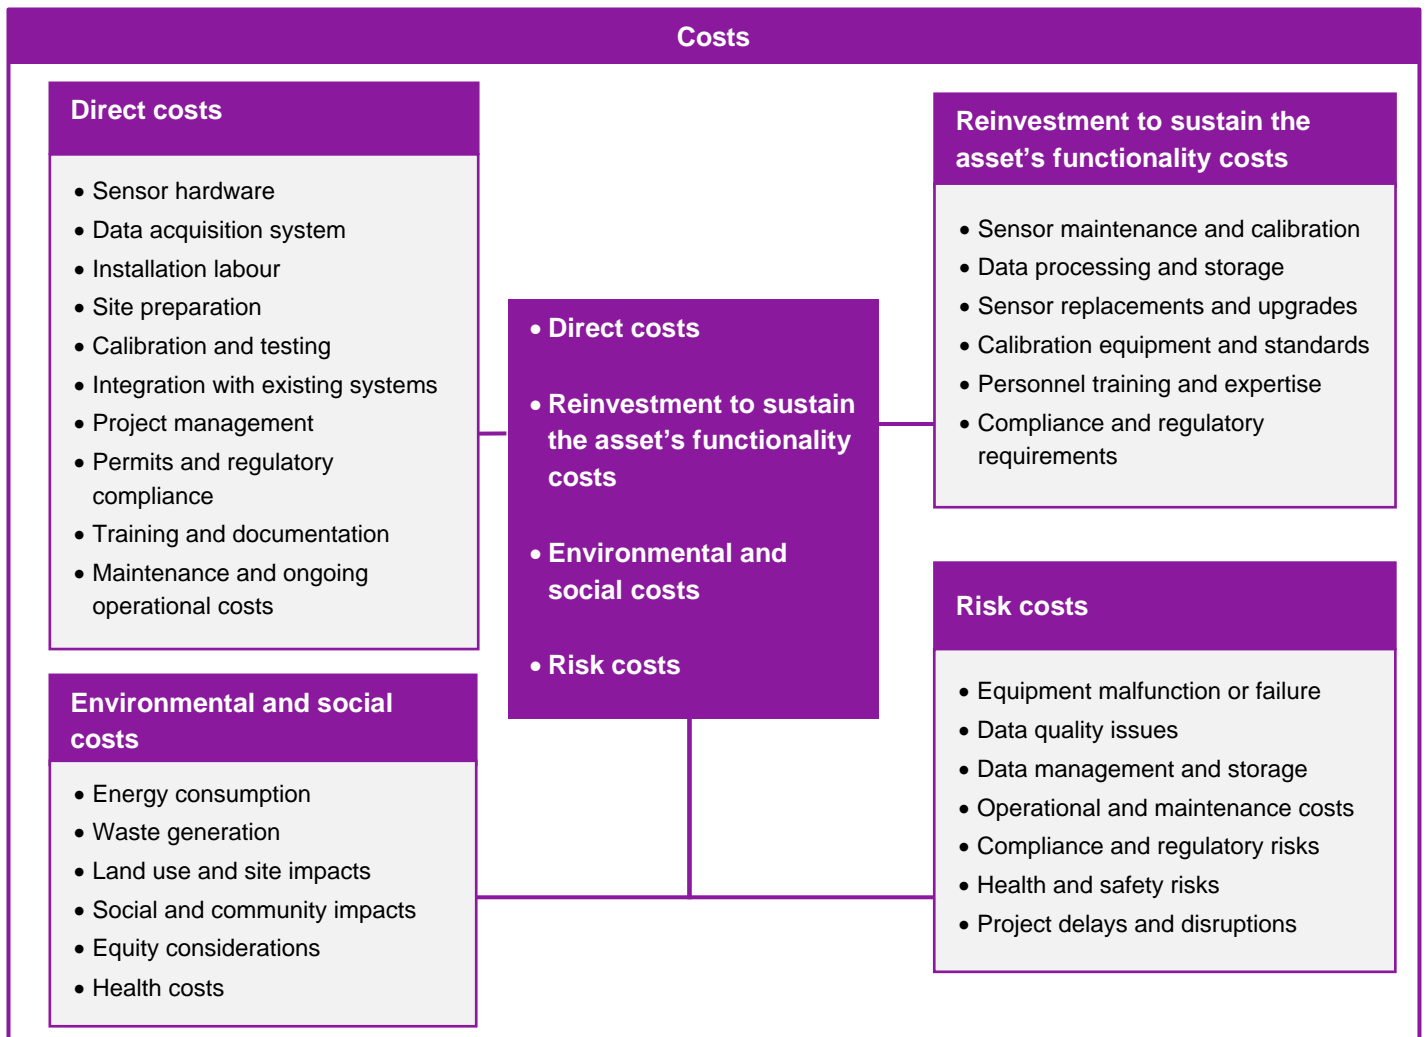 Costs
Direct costs
• Sensor hardware
• Data acquisition system
• Installation labour
• Site preparation
• Calibration and testing
• Integration with existing systems
• Project management
• Permits and regulatory
compliance
• Training and documentation
• Maintenance and ongoing
operational costs
Environmental and social
costs
• Energy consumption
• Waste generation
• Land use and site impacts
• Social and community impacts
• Equity considerations
• Health costs
• Direct costs
• Reinvestment to sustain
the asset’s functionality
costs
• Environmental and
social costs
• Risk costs
Reinvestment to sustain the
asset’s functionality costs
• Sensor maintenance and calibration
• Data processing and storage
• Sensor replacements and upgrades
• Calibration equipment and standards
• Personnel training and expertise
• Compliance and regulatory
requirements
Risk costs
• Equipment malfunction or failure
• Data quality issues
• Data management and storage
• Operational and maintenance costs
• Compliance and regulatory risks
• Health and safety risks
• Project delays and disruptions